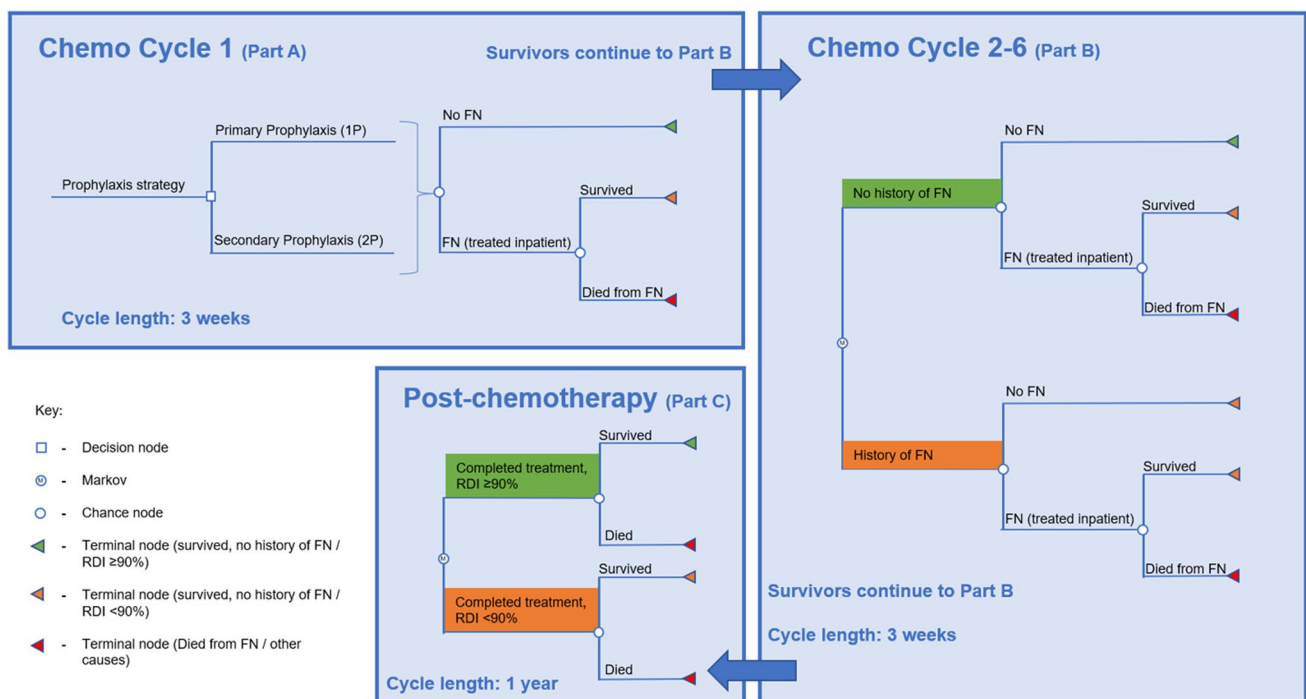 Chemo Cycle 1 (Part A)
Survivors continue to Part B
No FN
Primary Prophylaxis (1P)
Prophylaxis strategy
Survived
Secondary Prophylaxis (2P)
FN (treated inpatient)
Died from FN
Cycle length: 3 weeks
Chemo Cycle 2-6 (Part B)
No FN
No history of FN
Survived
FN (treated inpatient)
Died from FN
M
No FN
History of FN
Survived
FN (treated inpatient)
Died from FN
Survivors continue to Part B
Cycle length: 3 weeks
Post-chemotherapy (Part C)
Survived
Completed treatment,
RDI ≥90%
Died
M
Survived
Completed treatment,
RDI <90%
Died
Cycle length: 1 year
Key:
- Decision node
M - Markov
- Chance node
- Terminal node (survived, no history of FN /
RDI ≥90%)
- Terminal node (survived, no history of FN /
RDI <90%)
- Terminal node (Died from FN / other
causes)